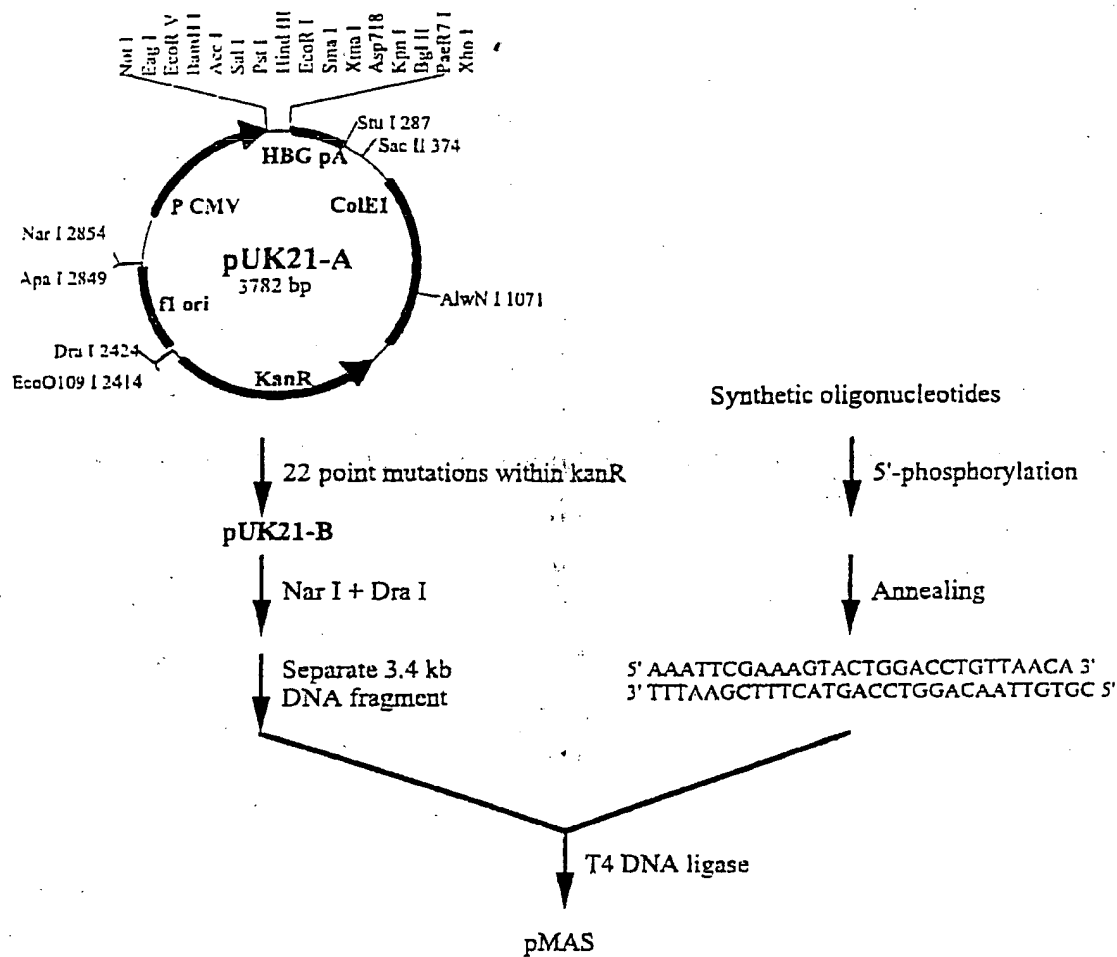 Not I
Eag I
EcoR V
BamH I
Acc I
Sal I
Pst I
Hind III
EcoR I
Sma I
Xma I
Asp718
Kpn I
Bgl II
PaeR7 I
Xho I
Stu I 287
Sac II 374
HBG pA
P CMV
ColE1
Nar I 2854
pUK21-A
3782 bp
Apa I 2849
AlwN I 1071
f1 ori
Dra I 2424
EcoO109 I 2414
KanR
Synthetic oligonucleotides
22 point mutations within kanR
5'-phosphorylation
pUK21-B
Nar I + Dra I
Annealing
Separate 3.4 kb
DNA fragment
5' AAATTCGAAAGTACTGGACCTGTTAACA 3'
3' TTTAAGCTTTCATGACCTGGACAATTGTGC 5'
T4 DNA ligase
pMAS